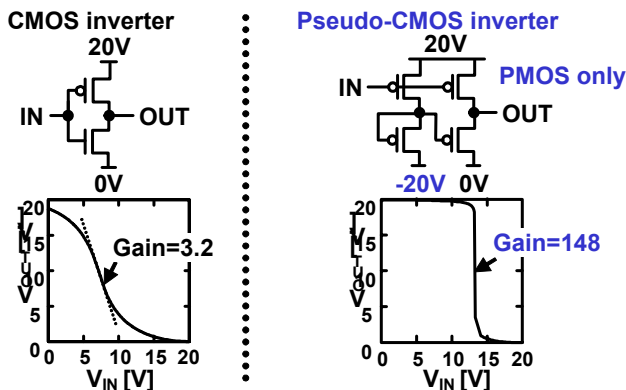 CMOS inverter
20V
IN
OUT
0V
20
15
10
5
0
0 5 10 15 20
Gain=3.2
V_IN [V]
Pseudo-CMOS inverter
20V
PMOS only
IN
OUT
-20V 0V
20
15
10
5
0
0 5 10 15 20
Gain=148
V_IN [V]